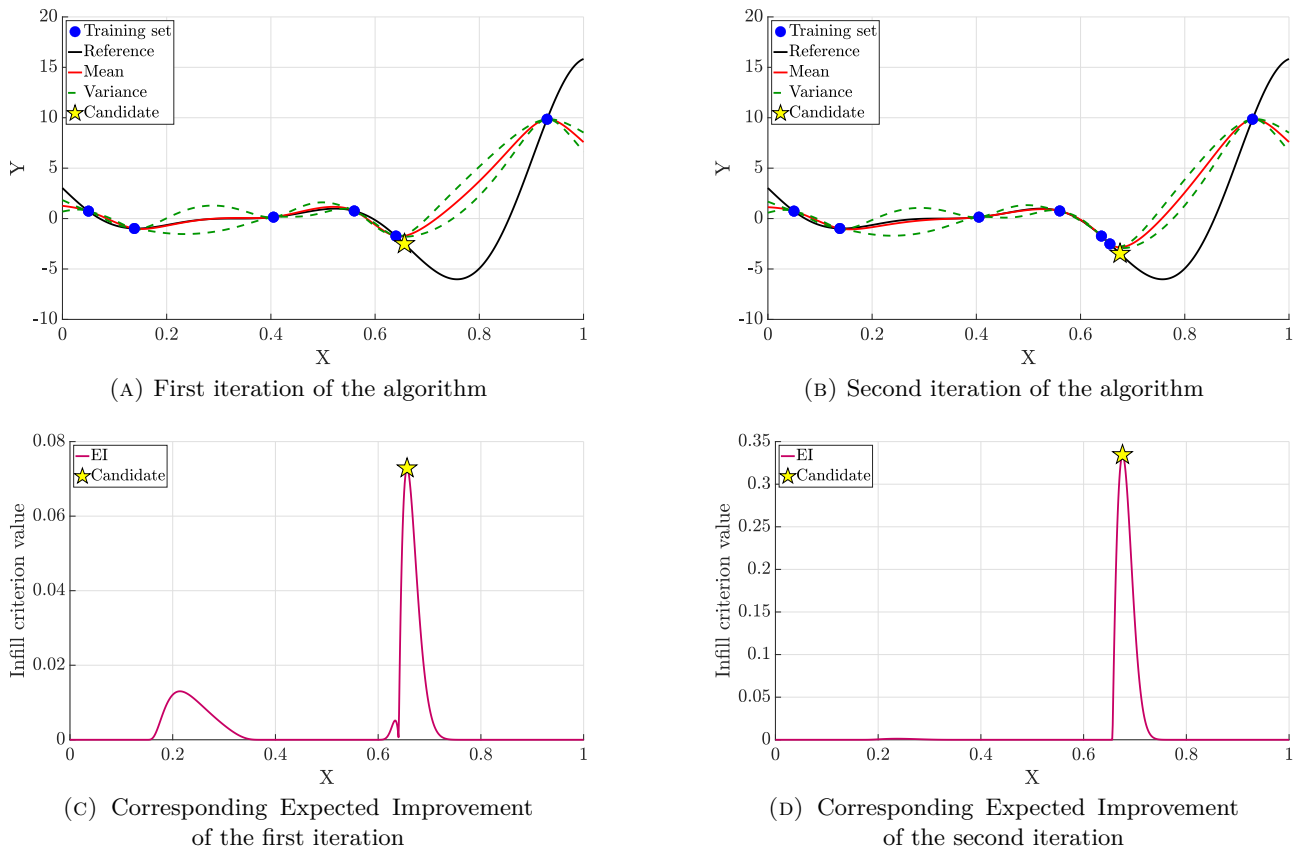 20
15
10
5
0
-5
-10
Y
Training set
Reference
Mean
Variance
Candidate
0 0.2 0.4 0.6 0.8 1
X
(A) First iteration of the algorithm
20
15
10
5
0
-5
-10
Y
Training set
Reference
Mean
Variance
Candidate
0 0.2 0.4 0.6 0.8 1
X
(B) Second iteration of the algorithm
0.08
0.06
0.04
0.02
0
Infill criterion value
EI
Candidate
0 0.2 0.4 0.6 0.8 1
X
(C) Corresponding Expected Improvement
of the first iteration
0.35
0.3
0.25
0.2
0.15
0.1
0.05
0
Infill criterion value
EI
Candidate
0 0.2 0.4 0.6 0.8 1
X
(D) Corresponding Expected Improvement
of the second iteration